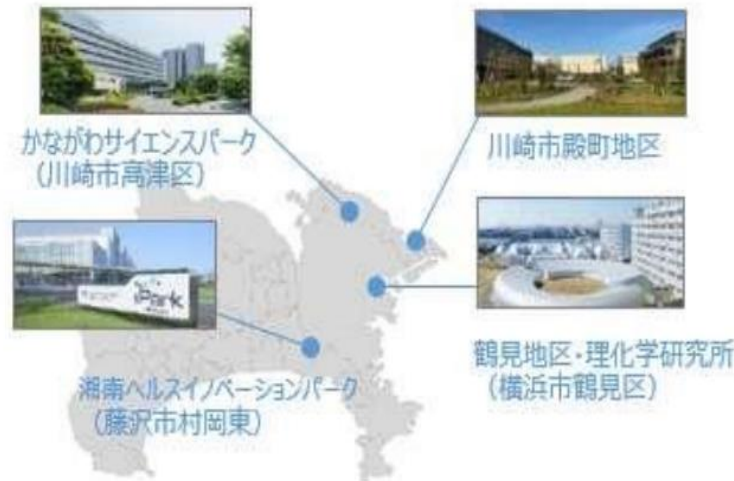 かながわサイエンスパーク
（川崎市高津区）
川崎市殿町地区
iPark
鶴見地区・理化学研究所
（横浜市鶴見区）
湘南ヘルスイノベーションパーク
（藤沢市村岡東）